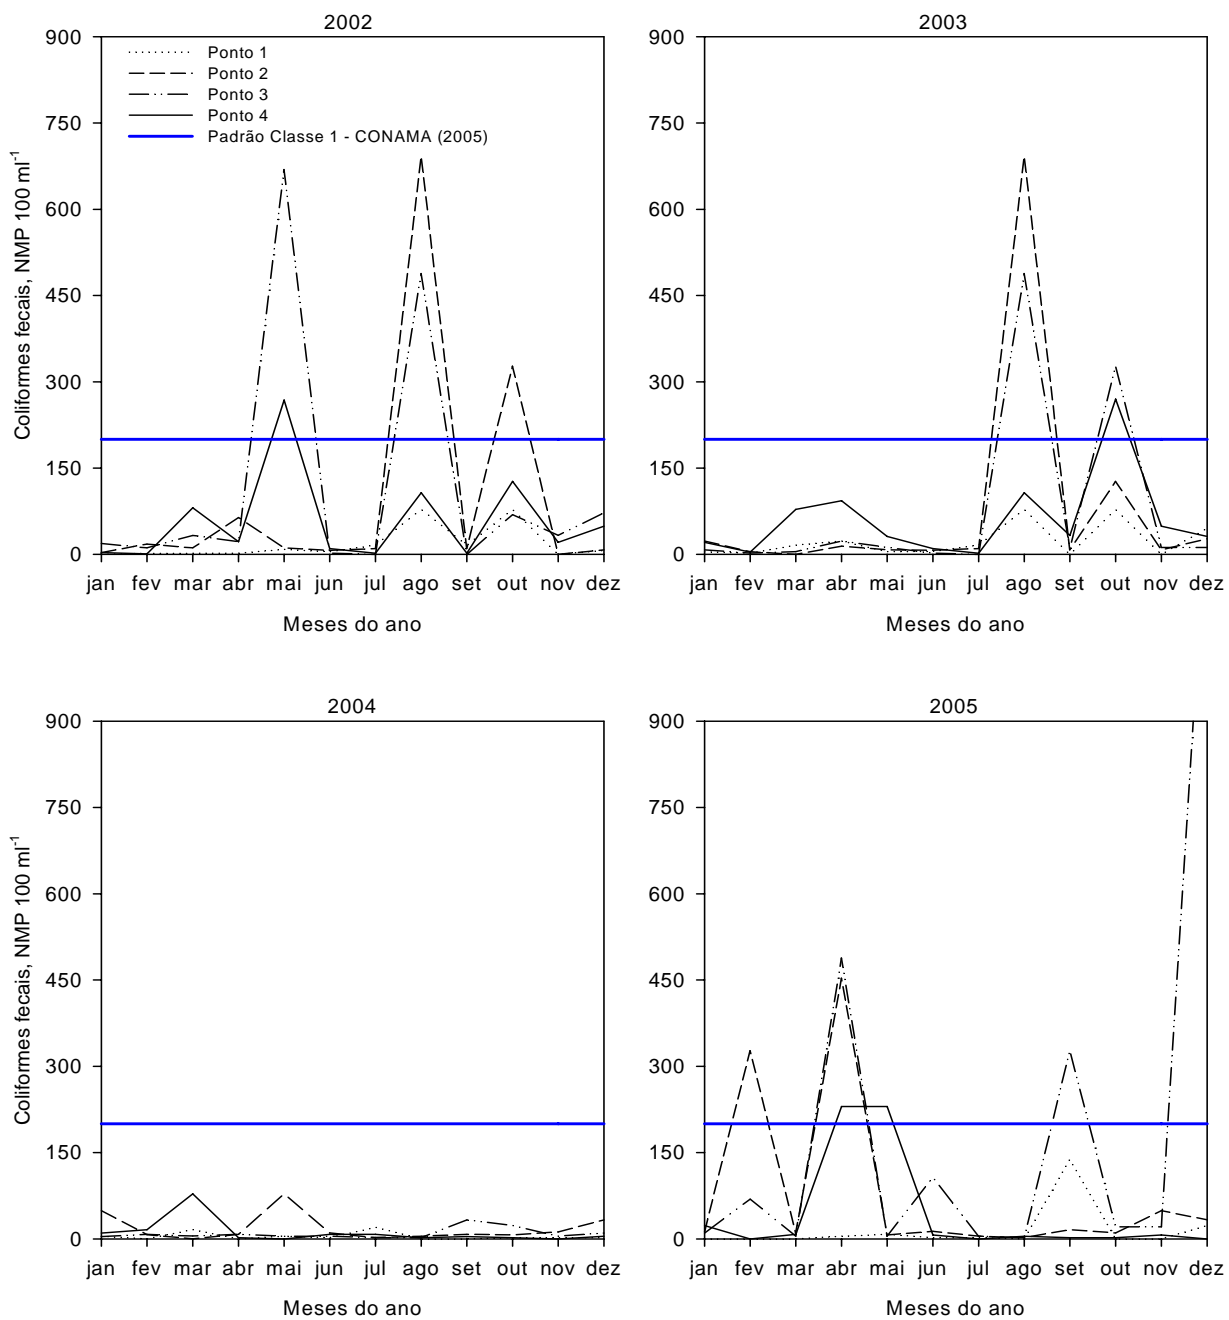 2002
900
750
600
450
300
150
0
Coliformes fecais, NMP 100 ml⁻¹
Ponto 1
Ponto 2
Ponto 3
Ponto 4
Padrão Classe 1 - CONAMA (2005)
jan fev mar abr mai jun jul ago set out nov dez
Meses do ano
2003
900
750
600
450
300
150
0
jan fev mar abr mai jun jul ago set out nov dez
Meses do ano
2004
900
750
600
450
300
150
0
Coliformes fecais, NMP 100 ml⁻¹
jan fev mar abr mai jun jul ago set out nov dez
Meses do ano
2005
900
750
600
450
300
150
0
jan fev mar abr mai jun jul ago set out nov dez
Meses do ano